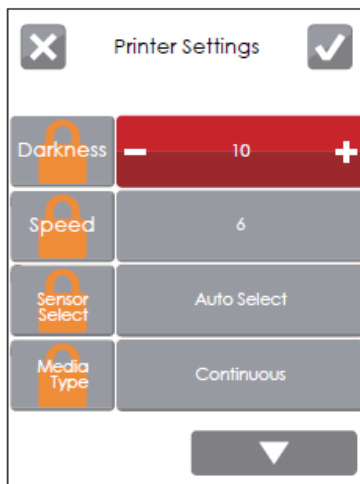 Printer Settings
Darkness
10
Speed
6
Sensor
Select
Auto Select
Media
Type
Continuous